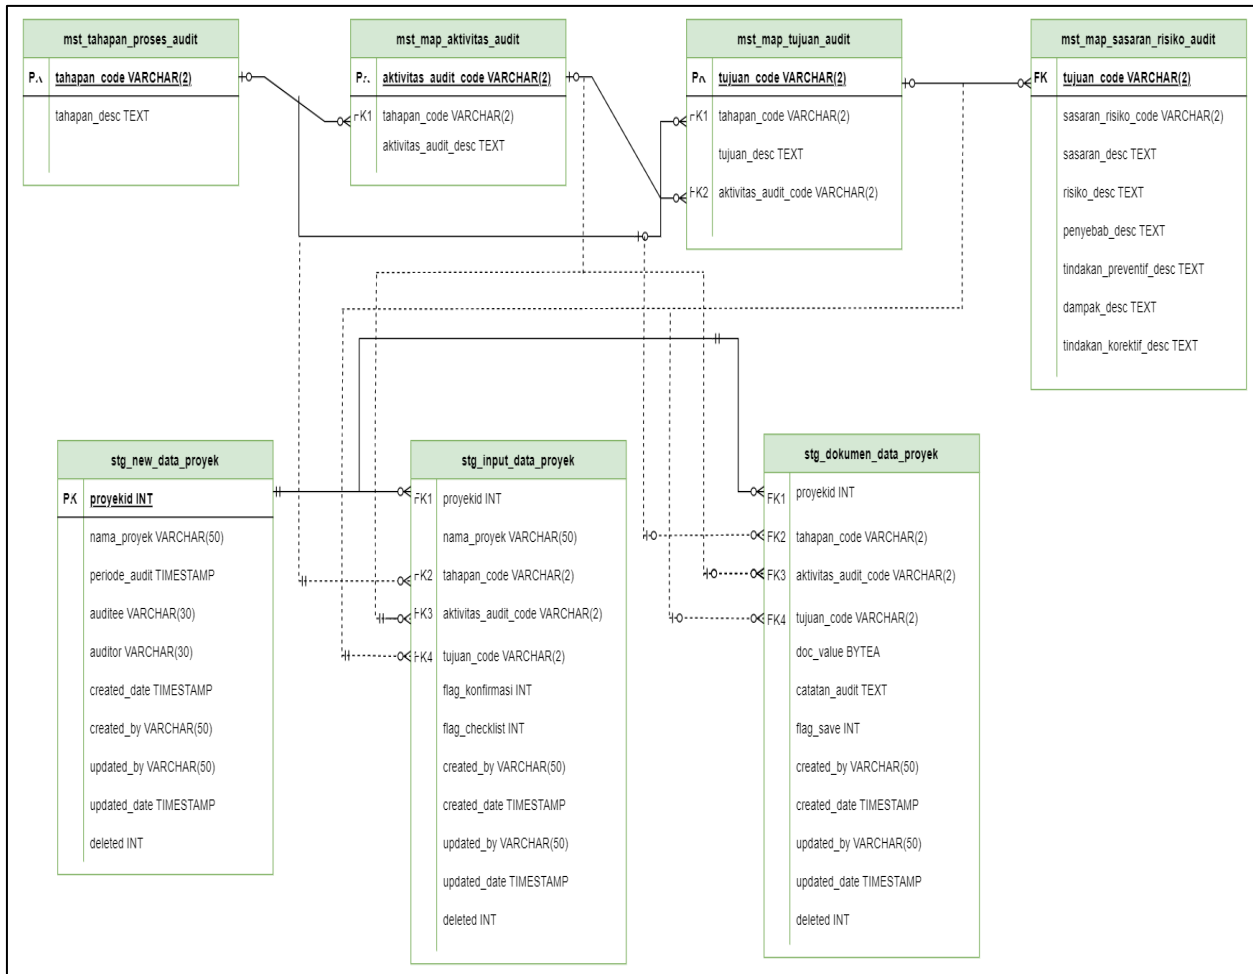 mst_tahapan_proses_audit
tahapan_code VARCHAR(2)
tahapan_desc TEXT
mst_map_aktivitas_audit
aktivitas_audit_code VARCHAR(2)
FK1 tahapan_code VARCHAR(2)
aktivitas_audit_desc TEXT
mst_map_tujuan_audit
tujuan_code VARCHAR(2)
FK1 tahapan_code VARCHAR(2)
tujuan_desc TEXT
FK2 aktivitas_audit_code VARCHAR(2)
mst_map_sasaran_risiko_audit
FK tujuan_code VARCHAR(2)
sasaran_risiko_code VARCHAR(2)
sasaran_desc TEXT
risiko_desc TEXT
penyebab_desc TEXT
tindakan_preventif_desc TEXT
dampak_desc TEXT
tindakan_korektif_desc TEXT
stg_new_data_proyek
PK proyekid INT
nama_proyek VARCHAR(50)
periode_audit TIMESTAMP
auditee VARCHAR(30)
auditor VARCHAR(30)
created_date TIMESTAMP
created_by VARCHAR(50)
updated_by VARCHAR(50)
updated_date TIMESTAMP
deleted INT
stg_input_data_proyek
FK1 proyekid INT
nama_proyek VARCHAR(50)
FK2 tahapan_code VARCHAR(2)
FK3 aktivitas_audit_code VARCHAR(2)
FK4 tujuan_code VARCHAR(2)
flag_konfirmasi INT
flag_checklist INT
created_by VARCHAR(50)
created_date TIMESTAMP
updated_by VARCHAR(50)
updated_date TIMESTAMP
deleted INT
stg_dokumen_data_proyek
FK1 proyekid INT
FK2 tahapan_code VARCHAR(2)
FK3 aktivitas_audit_code VARCHAR(2)
FK4 tujuan_code VARCHAR(2)
doc_value BYTEA
catatan_audit TEXT
flag_save INT
created_by VARCHAR(50)
created_date TIMESTAMP
updated_by VARCHAR(50)
updated_date TIMESTAMP
deleted INT